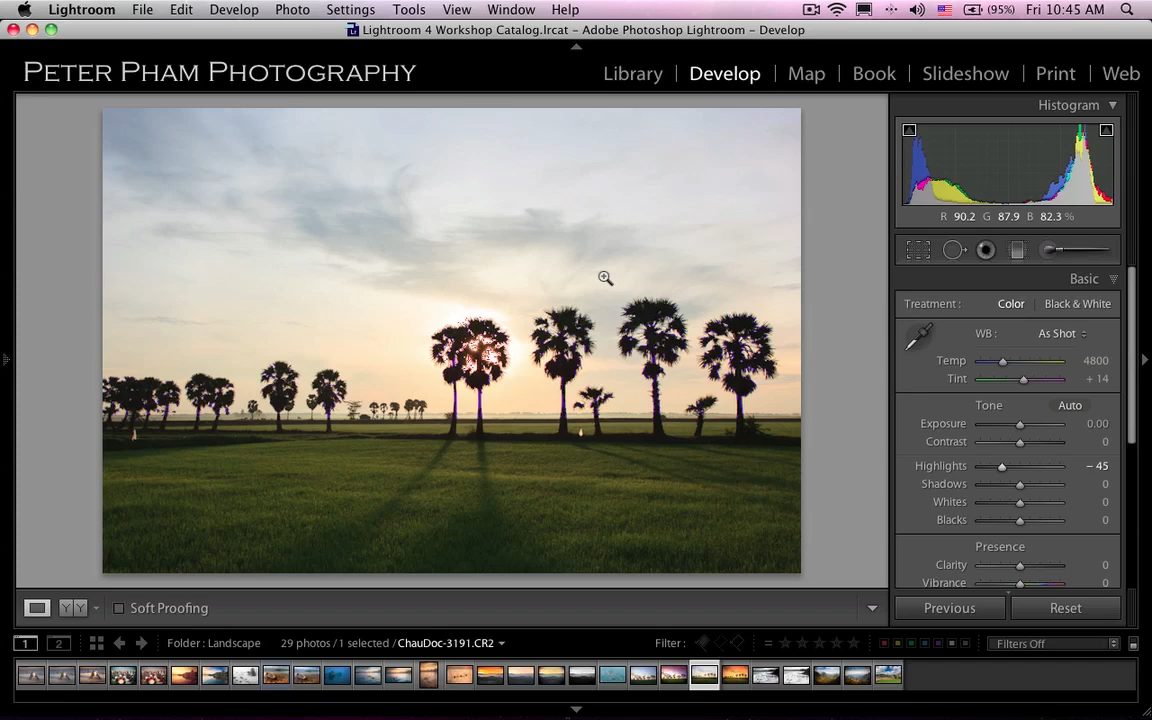 Lightroom File Edit Develop Photo Settings Tools View Window Help (95%) Fri 10:45 AM
Lightroom 4 Workshop Catalog.lrcat - Adobe Photoshop Lightroom - Develop
PETER PHAM PHOTOGRAPHY
Library | Develop | Map | Book | Slideshow | Print | Web
Histogram
R 90.2 G 87.9 B 82.3 %
Basic
Treatment : Color Black & White
WB : As Shot
Temp 4800
Tint + 14
Tone Auto
Exposure 0.00
Contrast 0
Highlights − 45
Shadows 0
Whites 0
Blacks 0
Presence
Clarity 0
Vibrance 0
YY Soft Proofing
Previous Reset
1 2 Folder : Landscape 29 photos / 1 selected / ChauDoc-3191.CR2 Filter : Filters Off